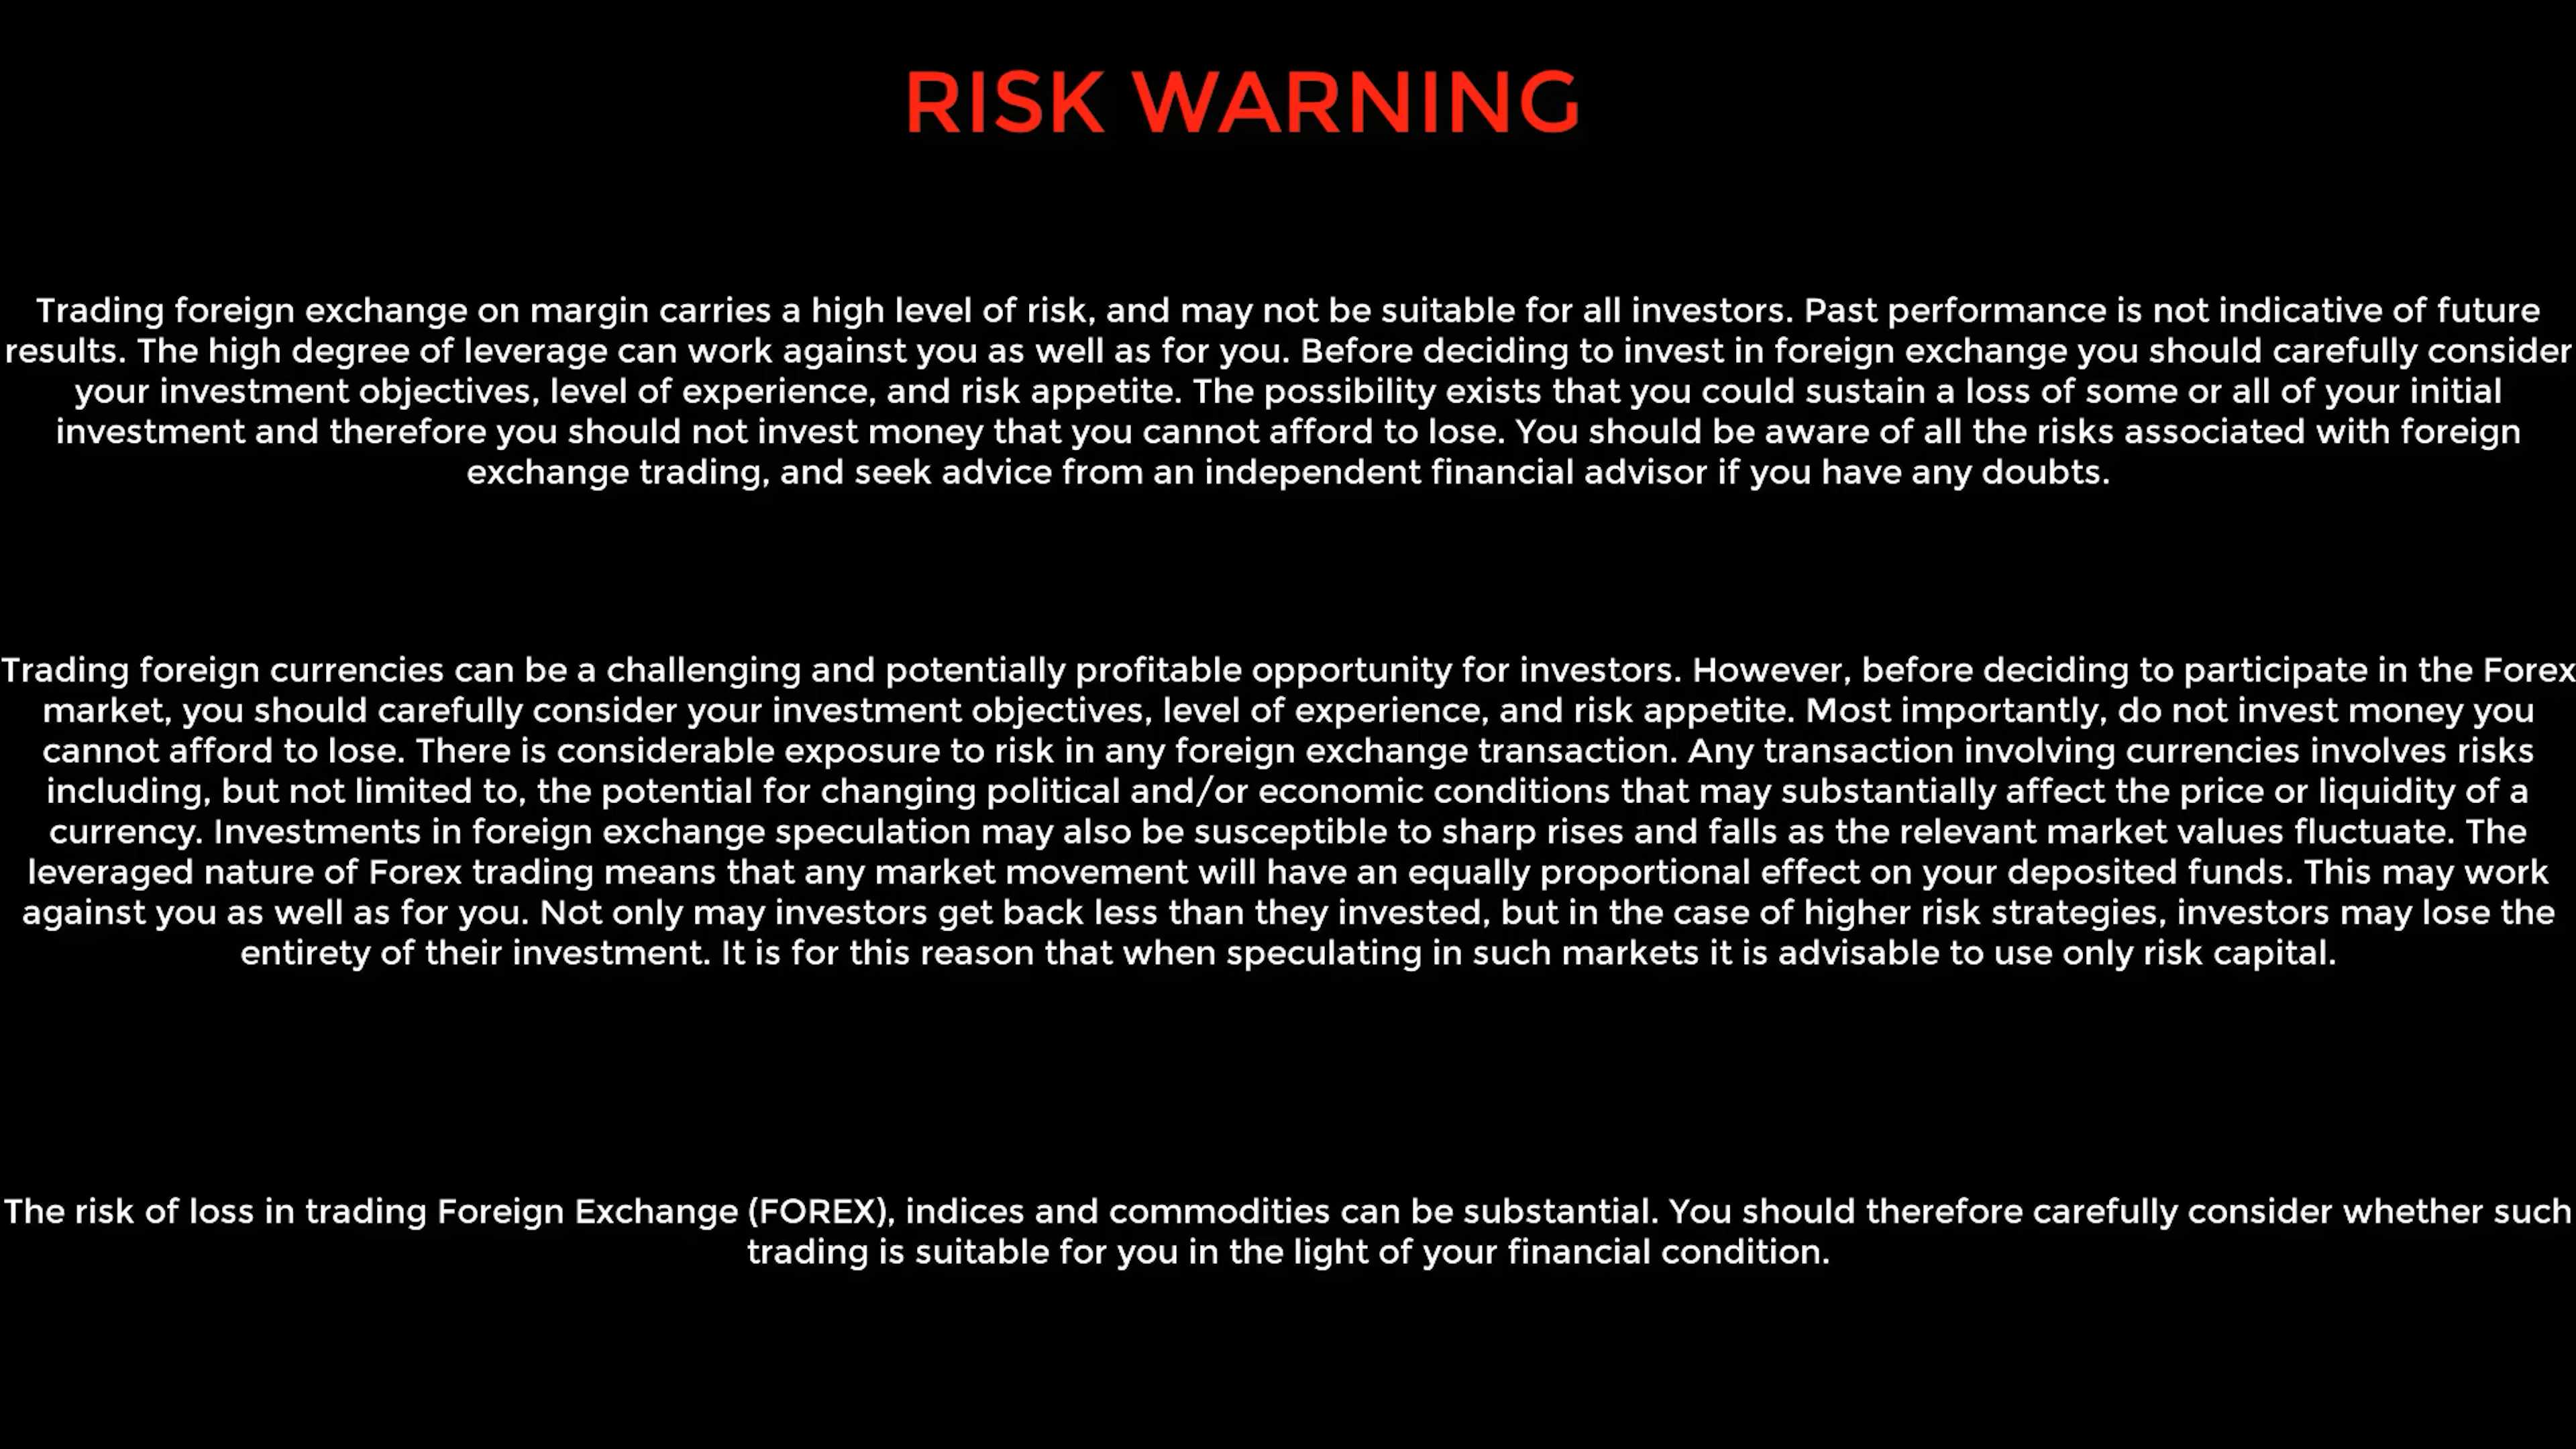 RISK WARNING
Trading foreign exchange on margin carries a high level of risk, and may not be suitable for all investors. Past performance is not indicative of future
results. The high degree of leverage can work against you as well as for you. Before deciding to invest in foreign exchange you should carefully consider
your investment objectives, level of experience, and risk appetite. The possibility exists that you could sustain a loss of some or all of your initial
investment and therefore you should not invest money that you cannot afford to lose. You should be aware of all the risks associated with foreign
exchange trading, and seek advice from an independent financial advisor if you have any doubts.
Trading foreign currencies can be a challenging and potentially profitable opportunity for investors. However, before deciding to participate in the Forex
market, you should carefully consider your investment objectives, level of experience, and risk appetite. Most importantly, do not invest money you
cannot afford to lose. There is considerable exposure to risk in any foreign exchange transaction. Any transaction involving currencies involves risks
including, but not limited to, the potential for changing political and/or economic conditions that may substantially affect the price or liquidity of a
currency. Investments in foreign exchange speculation may also be susceptible to sharp rises and falls as the relevant market values fluctuate. The
leveraged nature of Forex trading means that any market movement will have an equally proportional effect on your deposited funds. This may work
against you as well as for you. Not only may investors get back less than they invested, but in the case of higher risk strategies, investors may lose the
entirety of their investment. It is for this reason that when speculating in such markets it is advisable to use only risk capital.
The risk of loss in trading Foreign Exchange (FOREX), indices and commodities can be substantial. You should therefore carefully consider whether such
trading is suitable for you in the light of your financial condition.